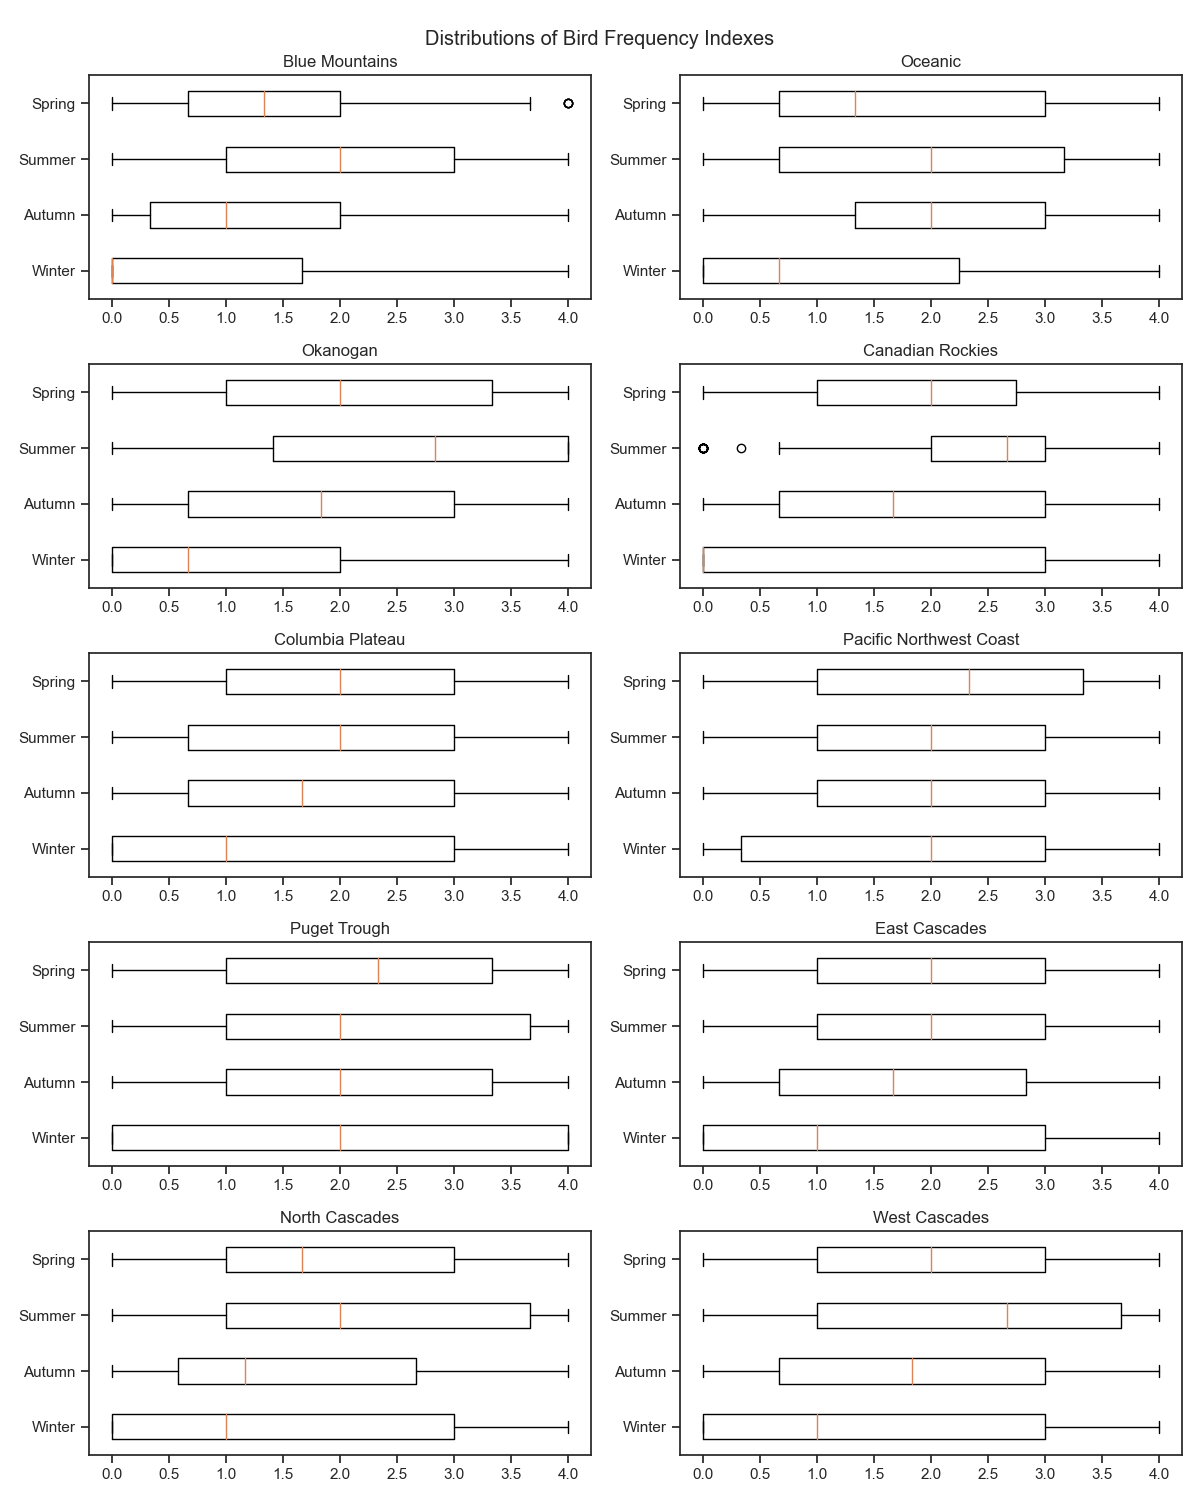 Distributions of Bird Frequency Indexes
Blue Mountains
Spring
Summer
Autumn
Winter
0.0 0.5 1.0 1.5 2.0 2.5 3.0 3.5 4.0
Oceanic
Spring
Summer
Autumn
Winter
0.0 0.5 1.0 1.5 2.0 2.5 3.0 3.5 4.0
Okanogan
Spring
Summer
Autumn
Winter
0.0 0.5 1.0 1.5 2.0 2.5 3.0 3.5 4.0
Canadian Rockies
Spring
Summer
Autumn
Winter
0.0 0.5 1.0 1.5 2.0 2.5 3.0 3.5 4.0
Columbia Plateau
Spring
Summer
Autumn
Winter
0.0 0.5 1.0 1.5 2.0 2.5 3.0 3.5 4.0
Pacific Northwest Coast
Spring
Summer
Autumn
Winter
0.0 0.5 1.0 1.5 2.0 2.5 3.0 3.5 4.0
Puget Trough
Spring
Summer
Autumn
Winter
0.0 0.5 1.0 1.5 2.0 2.5 3.0 3.5 4.0
East Cascades
Spring
Summer
Autumn
Winter
0.0 0.5 1.0 1.5 2.0 2.5 3.0 3.5 4.0
North Cascades
Spring
Summer
Autumn
Winter
0.0 0.5 1.0 1.5 2.0 2.5 3.0 3.5 4.0
West Cascades
Spring
Summer
Autumn
Winter
0.0 0.5 1.0 1.5 2.0 2.5 3.0 3.5 4.0